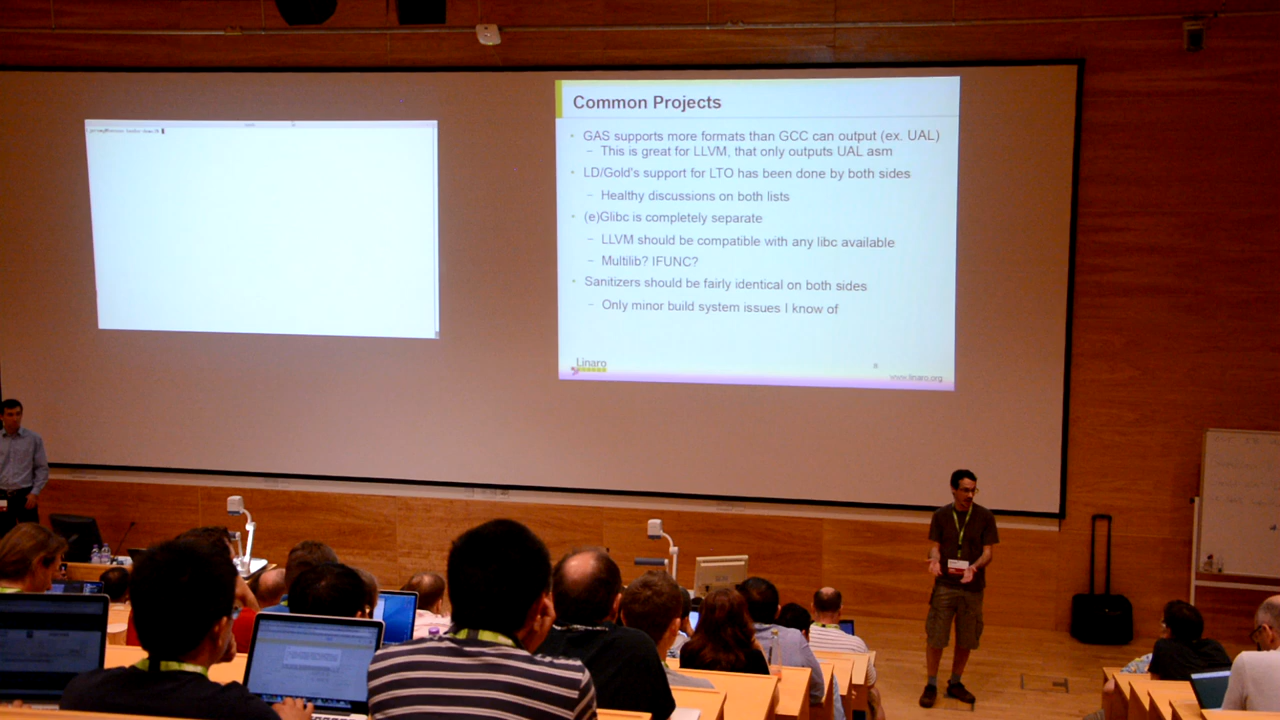 Common Projects
GAS supports more formats than GCC can output (ex. UAL)
– This is great for LLVM, that only outputs UAL asm
LD/Gold's support for LTO has been done by both sides
– Healthy discussions on both lists
(e)Glibc is completely separate
– LLVM should be compatible with any libc available
– Multilib? IFUNC?
Sanitizers should be fairly identical on both sides
– Only minor build system issues I know of
Linaro
8
www.linaro.org